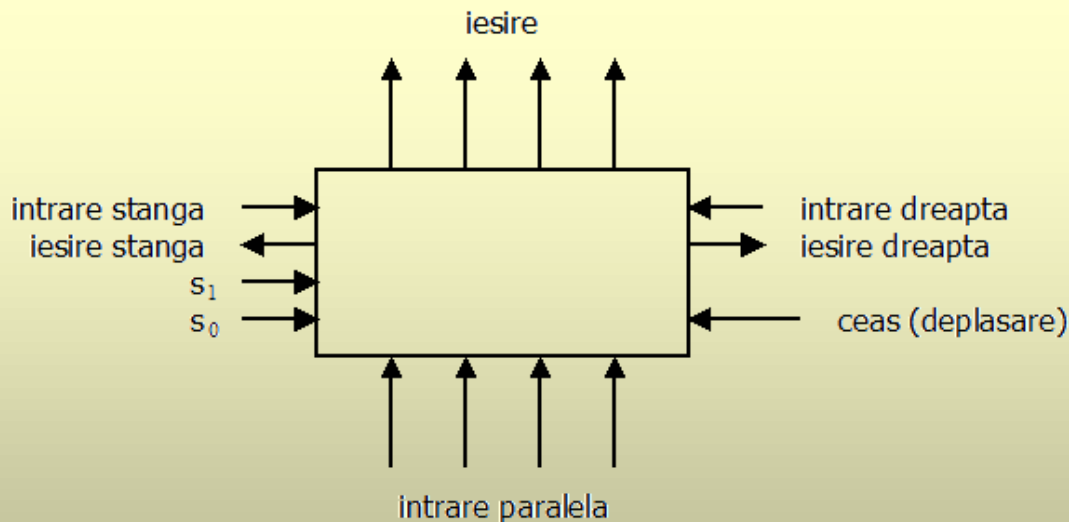 iesire
intrare stanga
intrare dreapta
iesire stanga
iesire dreapta
s₁
s₀
ceas (deplasare)
intrare paralela